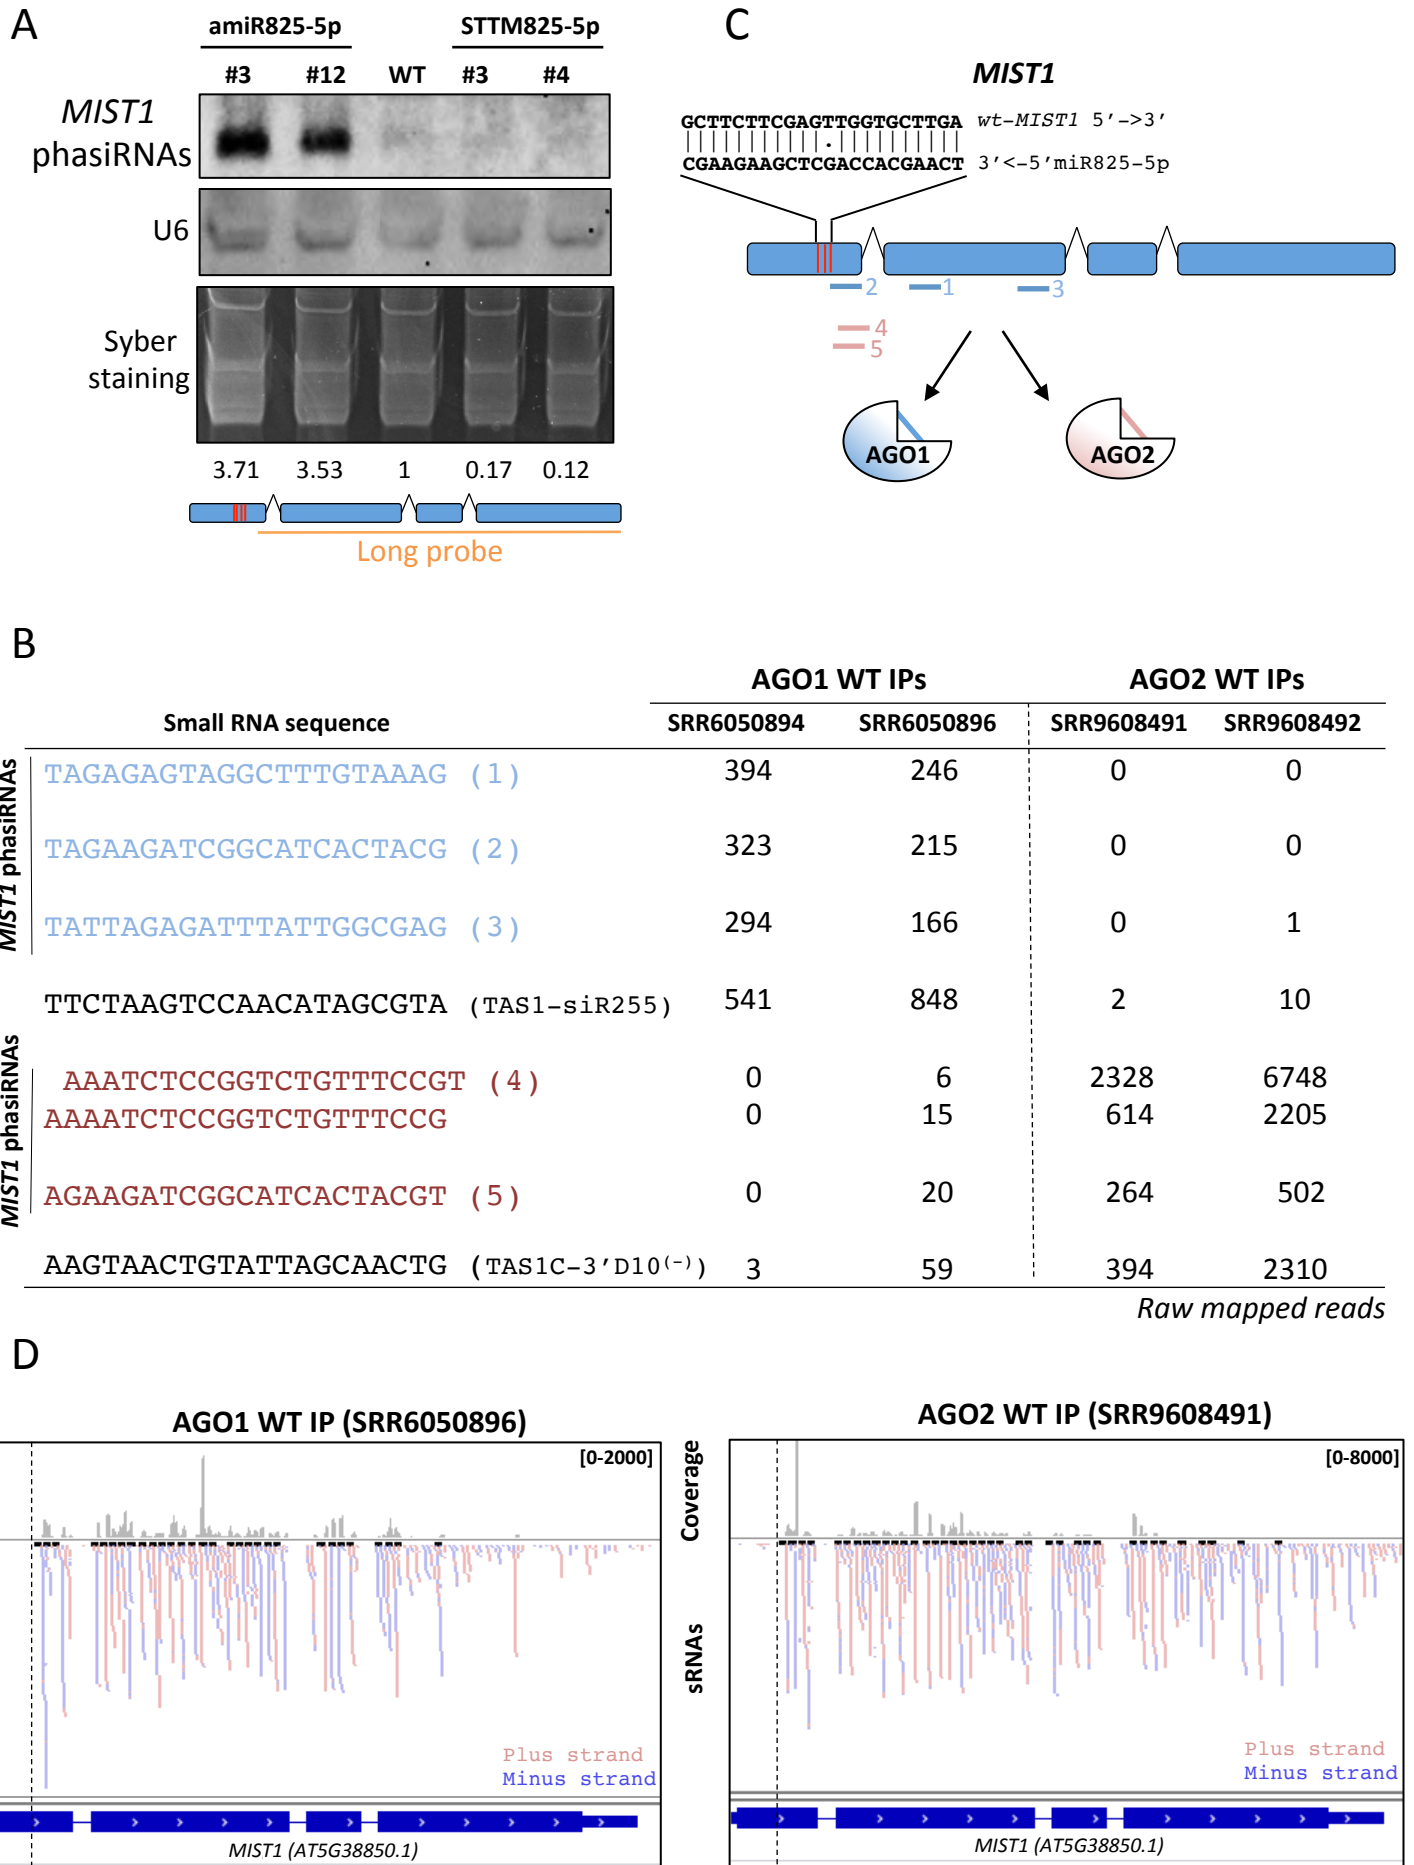 A
amiR825-5p STTM825-5p
#3 #12 WT #3 #4
MIST1
phasiRNAs
U6
Syber
staining
3.71 3.53 1 0.17 0.12
Long probe
C
MIST1
GCTTCTTCGAGTTGGTGCTTGA wt-MIST1 5'->3'
CGAAGAAGCTCGACCACGAACT 3'<-5'miR825-5p
2 1 3
4
5
AGO1 AGO2
B
AGO1 WT IPs AGO2 WT IPs
Small RNA sequence SRR6050894 SRR6050896 SRR9608491 SRR9608492
MIST1 phasiRNAs
TAGAGAGTAGGCTTTGTAAAG (1) 394 246 0 0
TAGAAGATCGGCATCACTACG (2) 323 215 0 0
TATTAGAGATTTATTGGCGAG (3) 294 166 0 1
TTCTAAGTCCAACATAGCGTA (TAS1-siR255) 541 848 2 10
MIST1 phasiRNAs
AAATCTCCGGTCTGTTTCCGT (4) 0 6 2328 6748
AAAATCTCCGGTCTGTTTCCG 0 15 614 2205
AGAAGATCGGCATCACTACGT (5) 0 20 264 502
AAGTAACTGTATTAGCAACTG (TAS1C-3'D10(-)) 3 59 394 2310
Raw mapped reads
D
AGO1 WT IP (SRR6050896)
[0-2000]
Plus strand
Minus strand
MIST1 (AT5G38850.1)
Coverage
sRNAs
AGO2 WT IP (SRR9608491)
[0-8000]
Plus strand
Minus strand
MIST1 (AT5G38850.1)